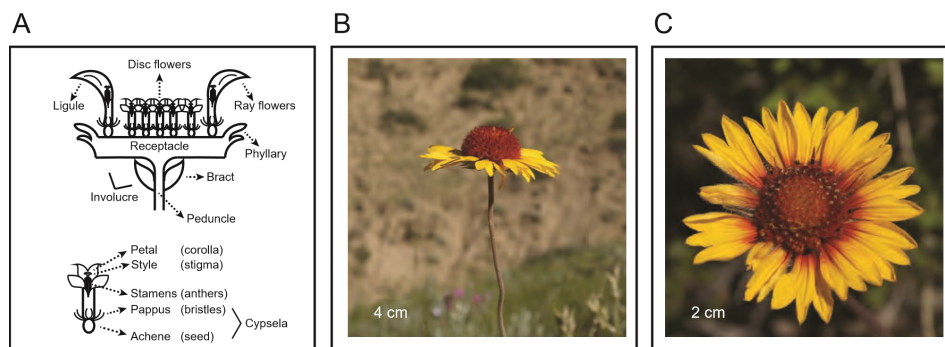 A
B
C
Disc flowers
Ligule
Ray flowers
Receptacle
Phyllary
Bract
Involucre
Peduncle
Petal (corolla)
Style (stigma)
Stamens (anthers)
Pappus (bristles)
Cypsela
Achene (seed)
4 cm
2 cm